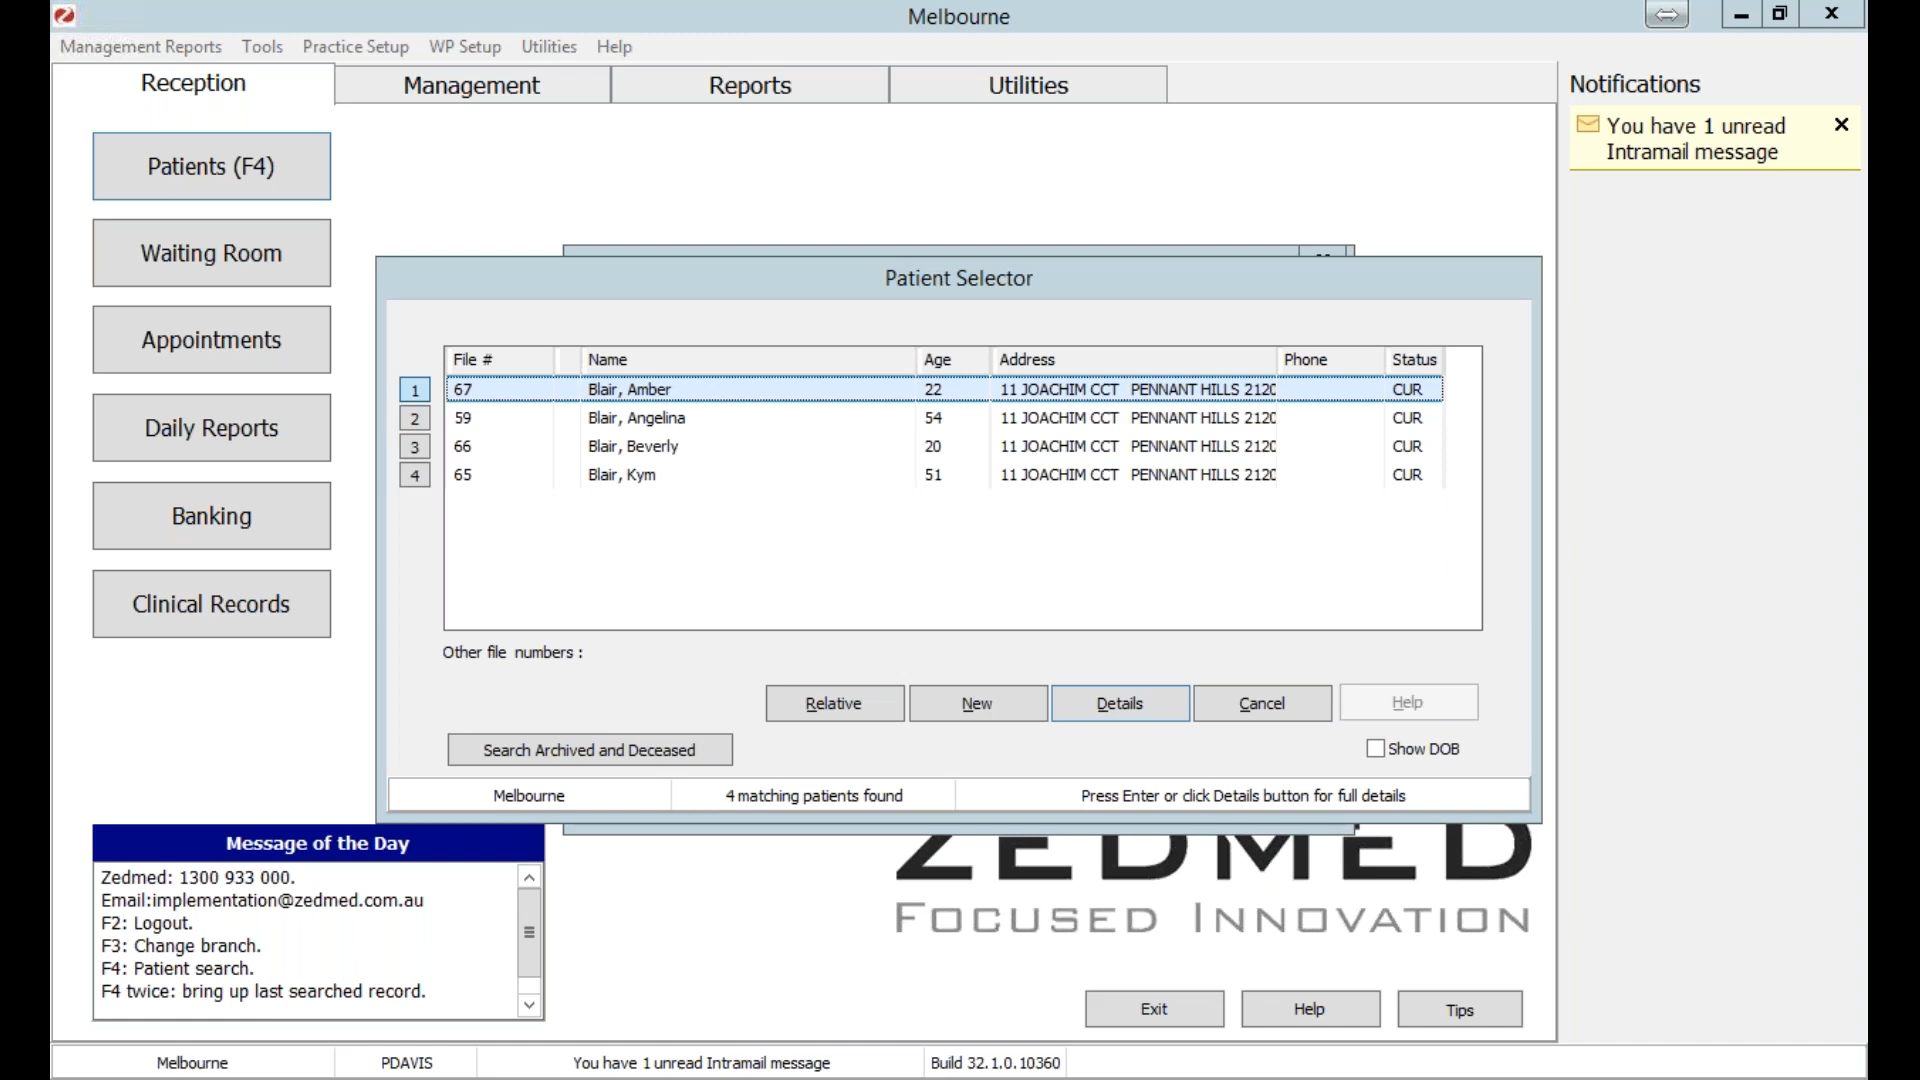 Melbourne
Management Reports Tools Practice Setup WP Setup Utilities Help
Reception Management Reports Utilities
Notifications
You have 1 unread
Intramail message
Patients (F4)
Waiting Room
Appointments
Daily Reports
Banking
Clinical Records
Patient Selector
File # Name Age Address Phone Status
1 67 Blair, Amber 22 11 JOACHIM CCT PENNANT HILLS 2120 CUR
2 59 Blair, Angelina 54 11 JOACHIM CCT PENNANT HILLS 2120 CUR
3 66 Blair, Beverly 20 11 JOACHIM CCT PENNANT HILLS 2120 CUR
4 65 Blair, Kym 51 11 JOACHIM CCT PENNANT HILLS 2120 CUR
Other file numbers :
Relative New Details Cancel Help
Search Archived and Deceased Show DOB
Melbourne 4 matching patients found Press Enter or click Details button for full details
Message of the Day
Zedmed: 1300 933 000.
Email:implementation@zedmed.com.au
F2: Logout.
F3: Change branch.
F4: Patient search.
F4 twice: bring up last searched record.
ZEDMED
FOCUSED INNOVATION
Exit Help Tips
Melbourne PDAVIS You have 1 unread Intramail message Build 32.1.0.10360